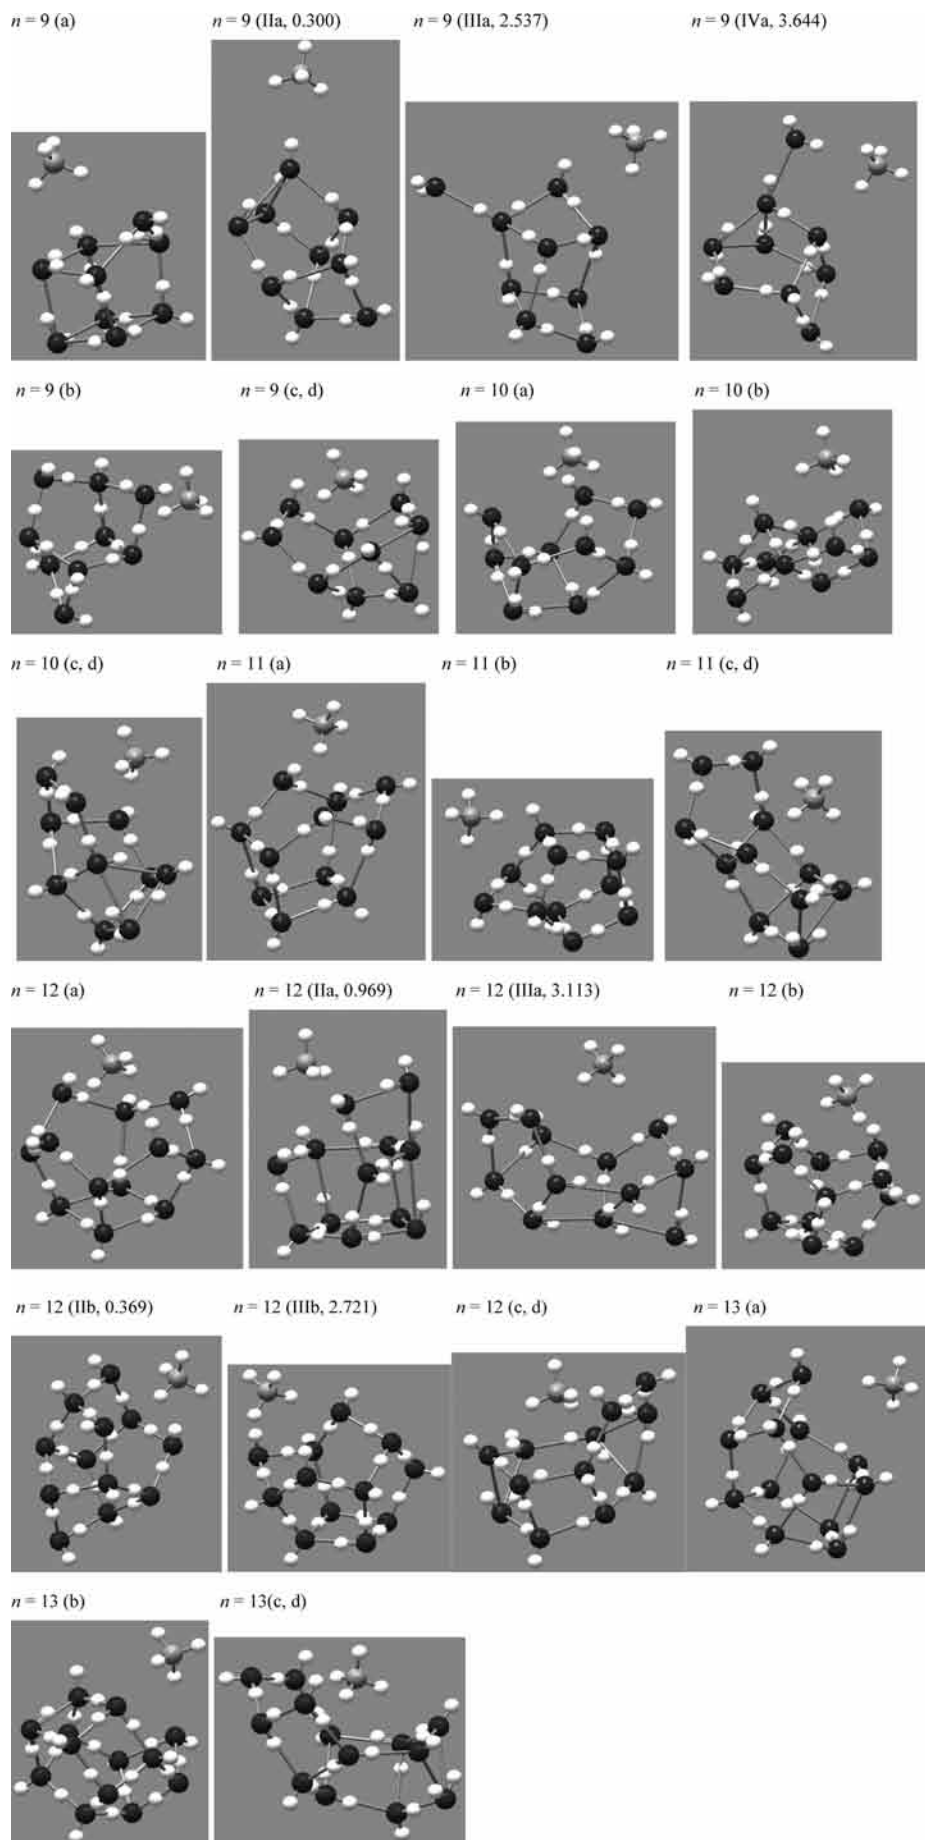 n = 9 (a) n = 9 (IIa, 0.300) n = 9 (IIIa, 2.537) n = 9 (IVa, 3.644)
n = 9 (b) n = 9 (c, d) n = 10 (a) n = 10 (b)
n = 10 (c, d) n = 11 (a) n = 11 (b) n = 11 (c, d)
n = 12 (a) n = 12 (IIa, 0.969) n = 12 (IIIa, 3.113) n = 12 (b)
n = 12 (IIb, 0.369) n = 12 (IIIb, 2.721) n = 12 (c, d) n = 13 (a)
n = 13 (b) n = 13(c, d)